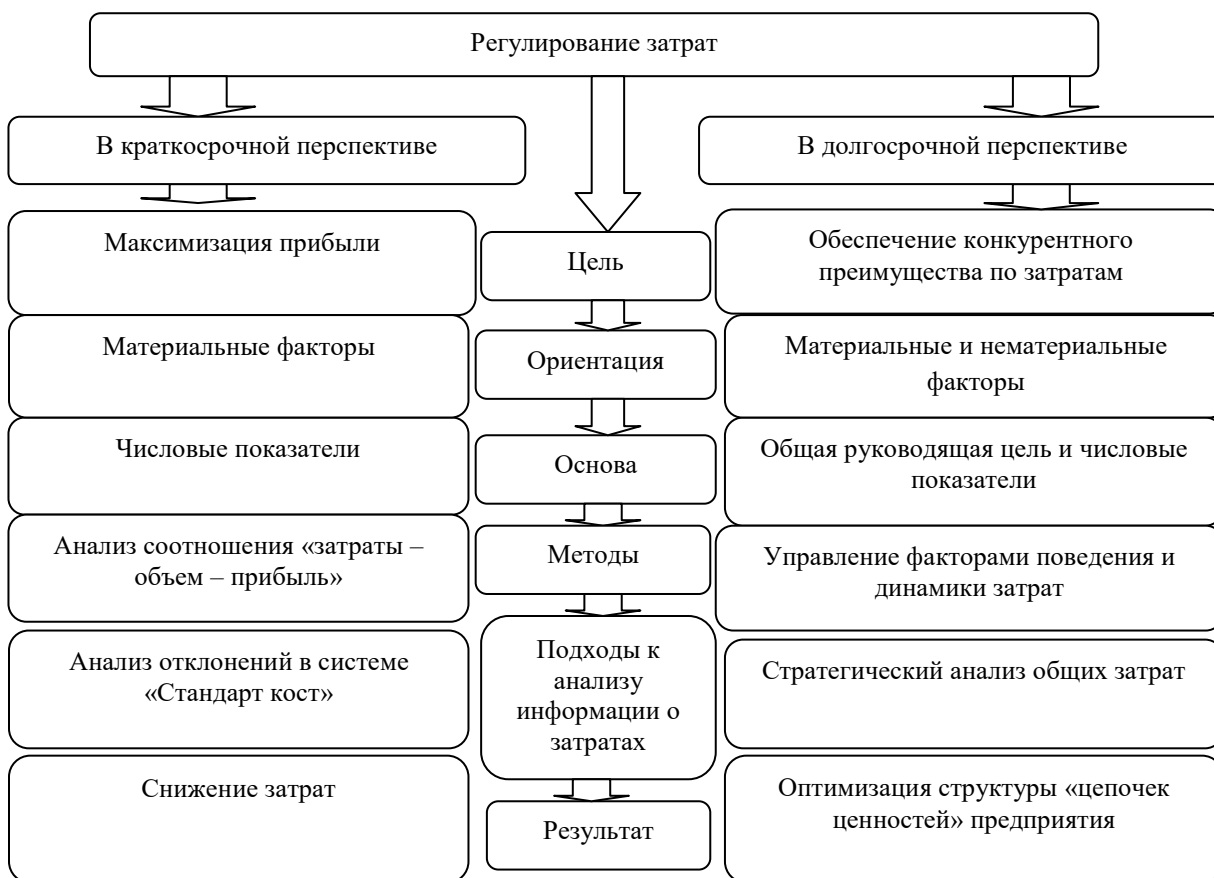 Регулирование затрат
В краткосрочной перспективе
В долгосрочной перспективе
Максимизация прибыли
Цель
Обеспечение конкурентного
преимущества по затратам
Материальные факторы
Ориентация
Материальные и нематериальные
факторы
Числовые показатели
Основа
Общая руководящая цель и числовые
показатели
Анализ соотношения «затраты –
объем – прибыль»
Методы
Управление факторами поведения и
динамики затрат
Анализ отклонений в системе
«Стандарт кост»
Подходы к
анализу
информации о
затратах
Стратегический анализ общих затрат
Снижение затрат
Результат
Оптимизация структуры «цепочек
ценностей» предприятия